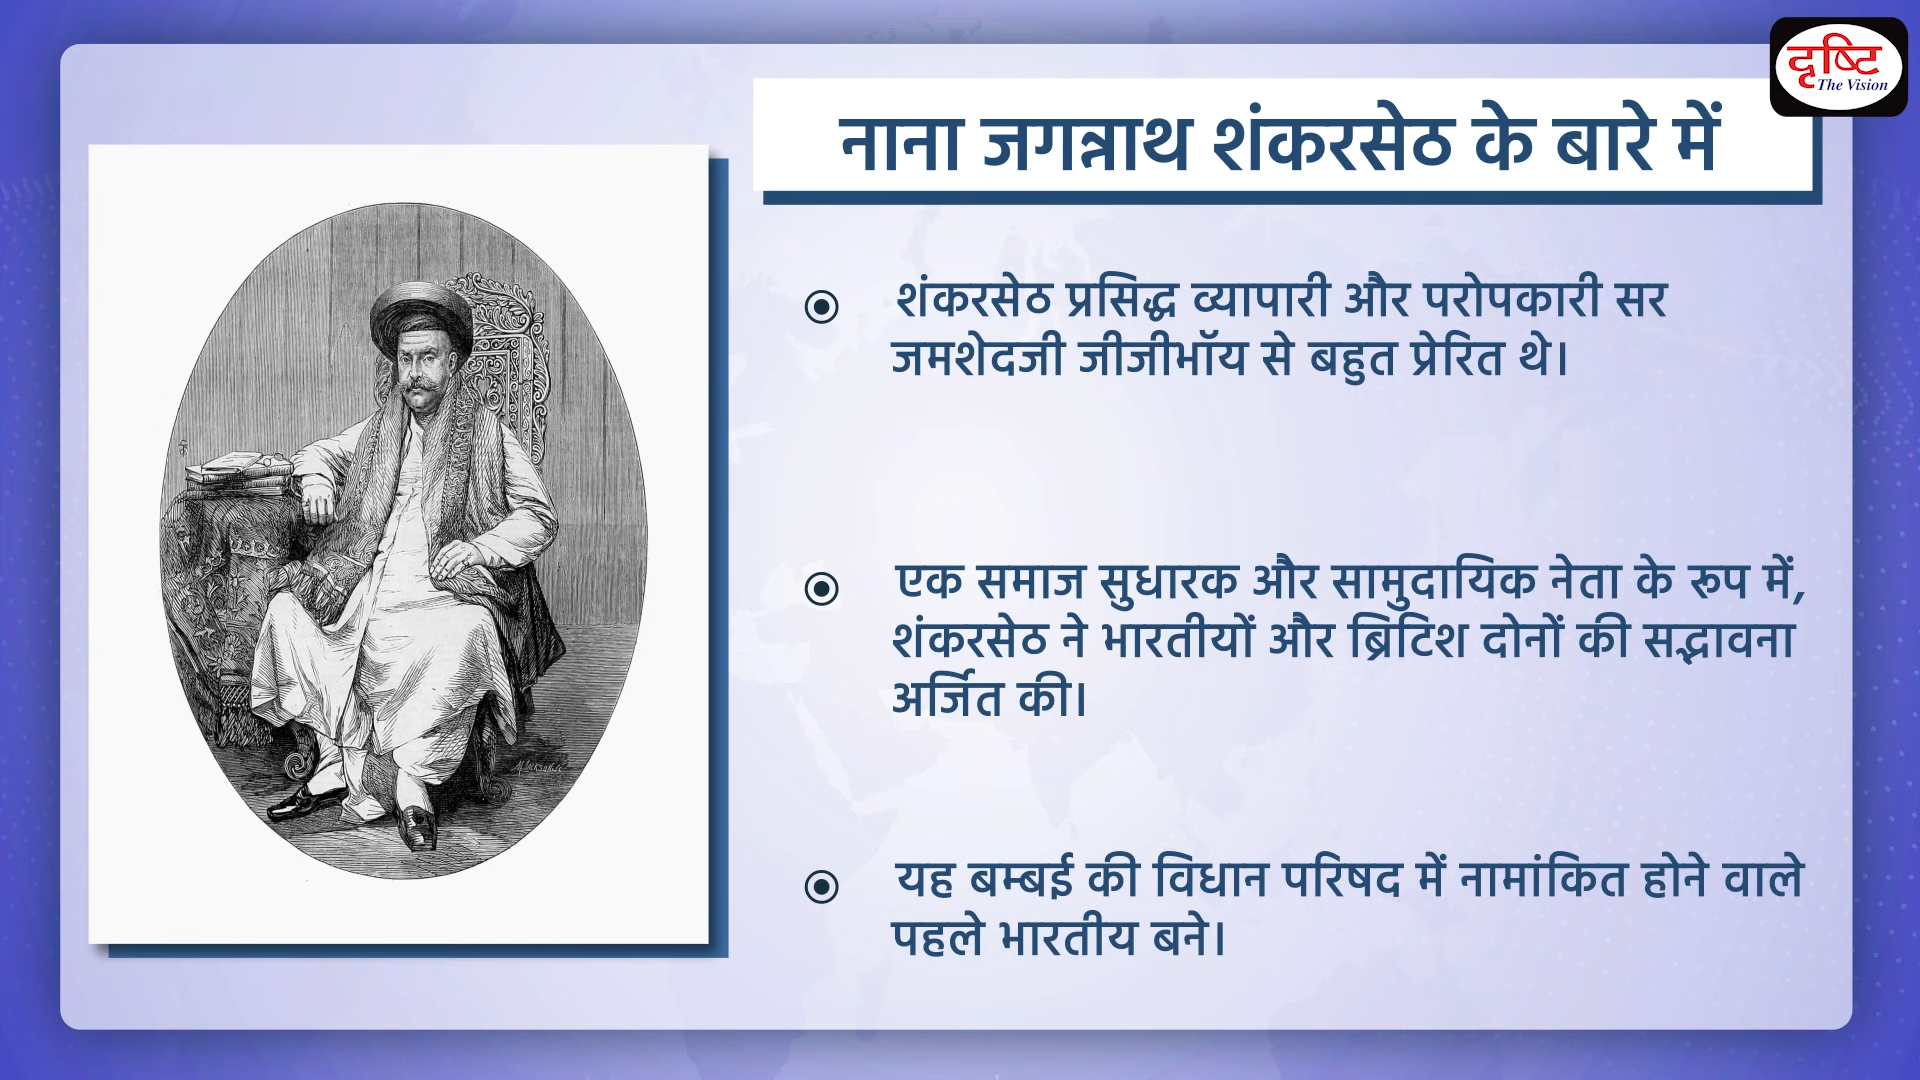 दृष्टि
The Vision
नाना जगन्नाथ शंकरसेठ के बारे में
शंकरसेठ प्रसिद्ध व्यापारी और परोपकारी सर
जमशेदजी जीजीभॉय से बहुत प्रेरित थे।
एक समाज सुधारक और सामुदायिक नेता के रूप में,
शंकरसेठ ने भारतीयों और ब्रिटिश दोनों की सद्भावना
अर्जित की।
यह बम्बई की विधान परिषद में नामांकित होने वाले
पहले भारतीय बने।